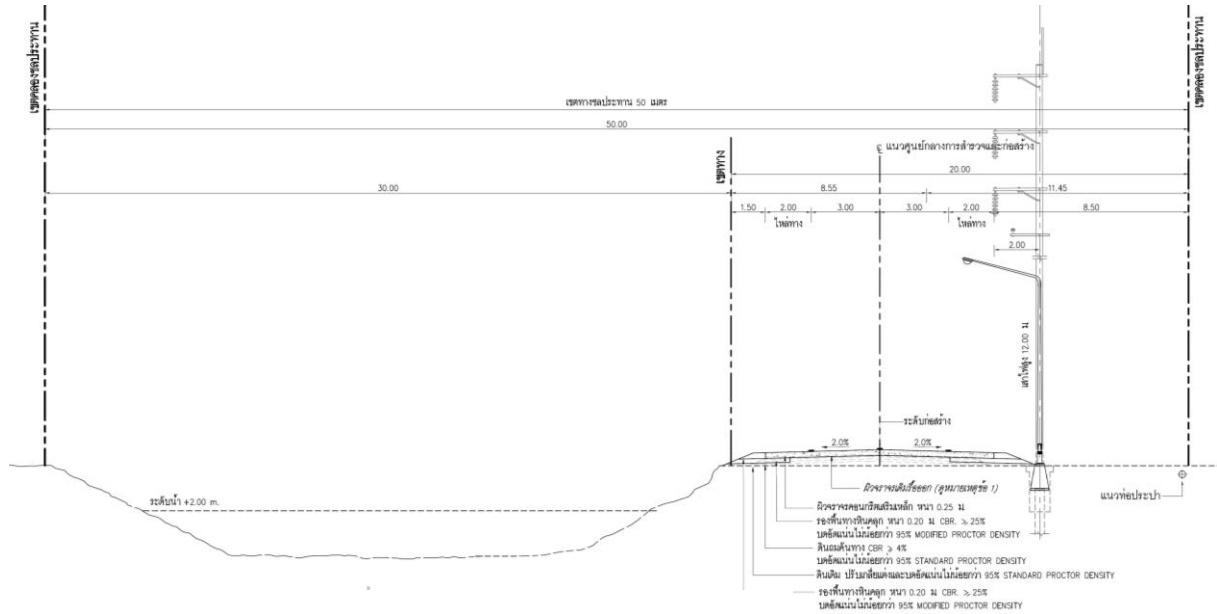 เขตคลองชลประทาน
เขตคลองชลประทาน
เขตทางชลประทาน 50 เมตร
50.00
℄ แนวศูนย์กลางการสำรวจและก่อสร้าง
เขตทาง
20.00
30.00
8.55
11.45
1.50
2.00
3.00
3.00
2.00
8.50
ไหล่ทาง
ไหล่ทาง
2.00
เสาไฟสูง 12.00 ม
ระดับก่อสร้าง
2.0%
2.0%
ระดับน้ำ +2.00 m.
ผิวจราจรเดิมรื้อออก (ดูหมายเหตุข้อ 1)
แนวท่อประปา
ผิวจราจรคอนกรีตเสริมเหล็ก หนา 0.25 ม
รองพื้นทางหินคลุก หนา 0.20 ม CBR. ≥ 25%
บดอัดแน่นไม่น้อยกว่า 95% MODIFIED PROCTOR DENSITY
ดินถมคันทาง CBR ≥ 4%
บดอัดแน่นไม่น้อยกว่า 95% STANDARD PROCTOR DENSITY
ดินเดิม ปรับเกลี่ยแต่งและบดอัดแน่นไม่น้อยกว่า 95% STANDARD PROCTOR DENSITY
รองพื้นทางหินคลุก หนา 0.20 ม CBR. ≥ 25%
บดอัดแน่นไม่น้อยกว่า 95% MODIFIED PROCTOR DENSITY